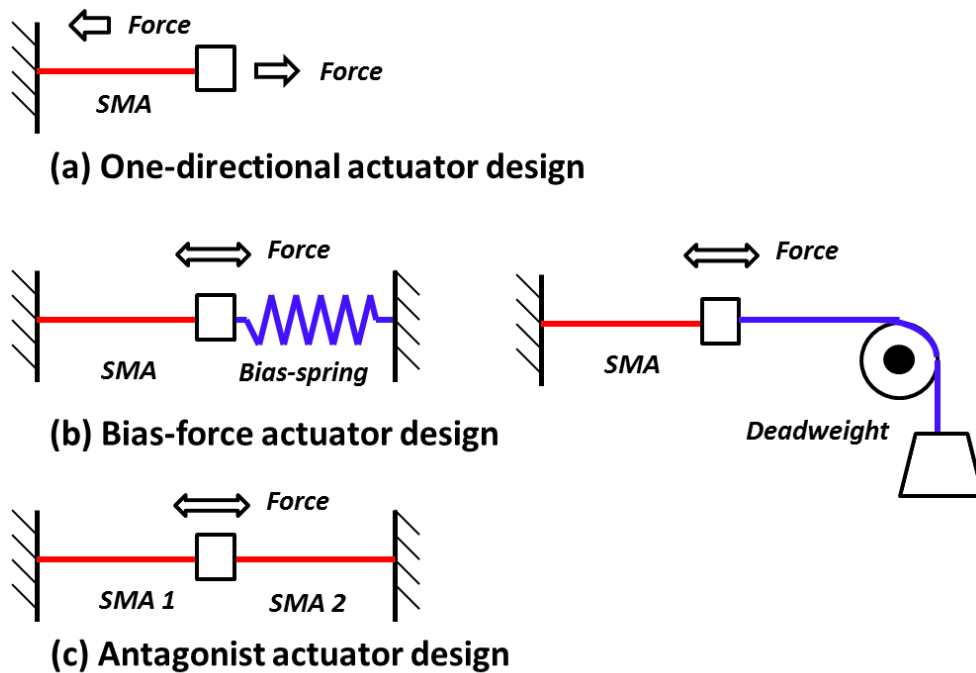 Force
Force
SMA
(a) One-directional actuator design
Force
SMA
Bias-spring
(b) Bias-force actuator design
Force
SMA
Deadweight
Force
SMA 1
SMA 2
(c) Antagonist actuator design